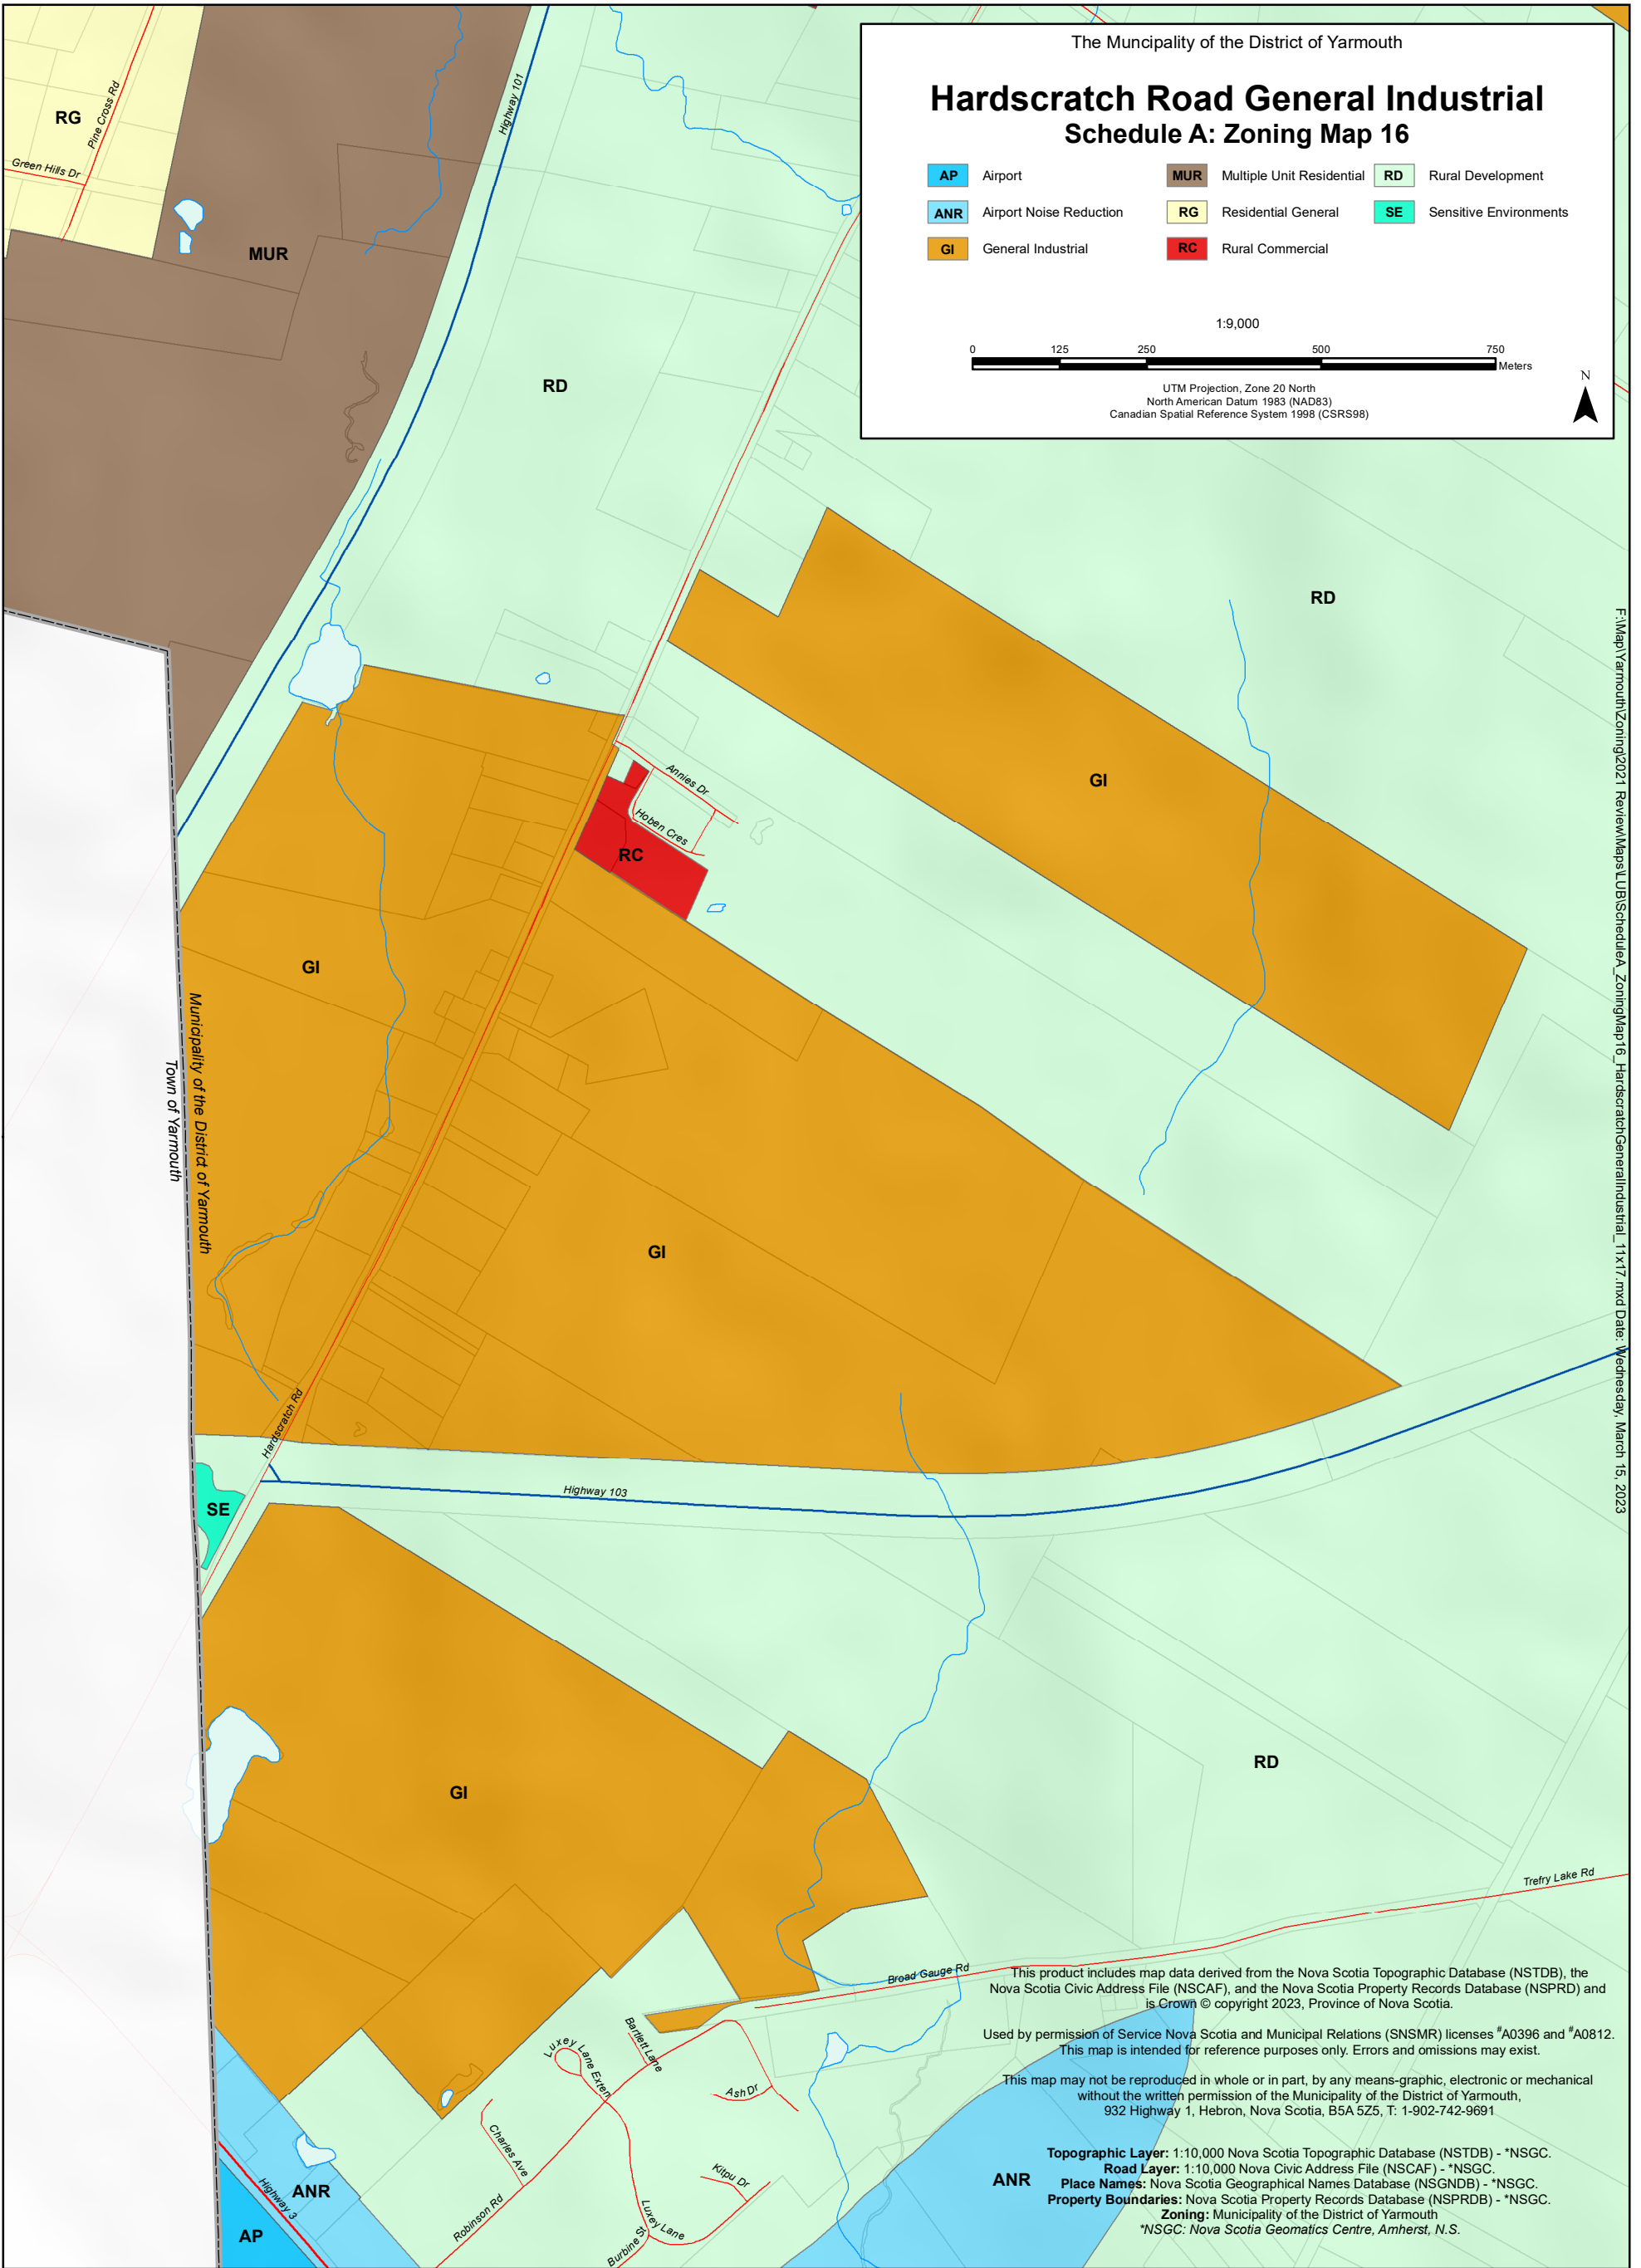 The Muncipality of the District of Yarmouth
Hardscratch Road General Industrial
Schedule A: Zoning Map 16
AP Airport
MUR Multiple Unit Residential
RD Rural Development
ANR Airport Noise Reduction
RG Residential General
SE Sensitive Environments
GI General Industrial
RC Rural Commercial
1:9,000
0 125 250 500 750
Meters
UTM Projection, Zone 20 North
North American Datum 1983 (NAD83)
Canadian Spatial Reference System 1998 (CSRS98)
N
RG
Pine Cross Rd
Green Hills Dr
MUR
Highway 101
RD
RD
GI
Annies Dr
Hoben Cres
RC
GI
Municipality of the District of Yarmouth
Town of Yarmouth
GI
Hardscratch Rd
SE
Highway 103
GI
RD
Trefry Lake Rd
Broad Gauge Rd
Bartlett Lane
Luxey Lane Exten
Ash Dr
Charles Ave
Kitpu Dr
Robinson Rd
Luxey Lane
Burbine St
Highway 3
ANR
AP
ANR
F:\Map\Yarmouth\Zoning\2021 Review\Maps\LUB\ScheduleA_ZoningMap16_HardscratchGeneralIndustrial_11x17.mxd Date: Wednesday, March 15, 2023
This product includes map data derived from the Nova Scotia Topographic Database (NSTDB), the
Nova Scotia Civic Address File (NSCAF), and the Nova Scotia Property Records Database (NSPRD) and
is Crown © copyright 2023, Province of Nova Scotia.
Used by permission of Service Nova Scotia and Municipal Relations (SNSMR) licenses #A0396 and #A0812.
This map is intended for reference purposes only. Errors and omissions may exist.
This map may not be reproduced in whole or in part, by any means-graphic, electronic or mechanical
without the written permission of the Municipality of the District of Yarmouth,
932 Highway 1, Hebron, Nova Scotia, B5A 5Z5, T: 1-902-742-9691
Topographic Layer: 1:10,000 Nova Scotia Topographic Database (NSTDB) - *NSGC.
Road Layer: 1:10,000 Nova Civic Address File (NSCAF) - *NSGC.
Place Names: Nova Scotia Geographical Names Database (NSGNDB) - *NSGC.
Property Boundaries: Nova Scotia Property Records Database (NSPRDB) - *NSGC.
Zoning: Municipality of the District of Yarmouth
*NSGC: Nova Scotia Geomatics Centre, Amherst, N.S.